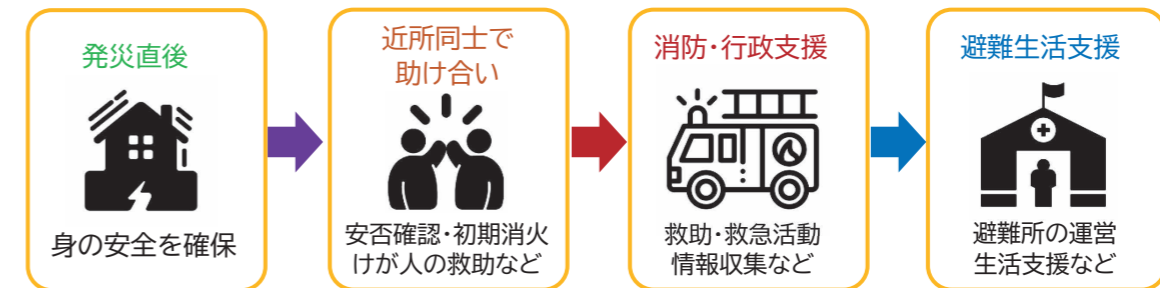 発災直後
身の安全を確保
近所同士で
助け合い
安否確認・初期消火
けが人の救助など
消防・行政支援
救助・救急活動
情報収集など
避難生活支援
避難所の運営
生活支援など